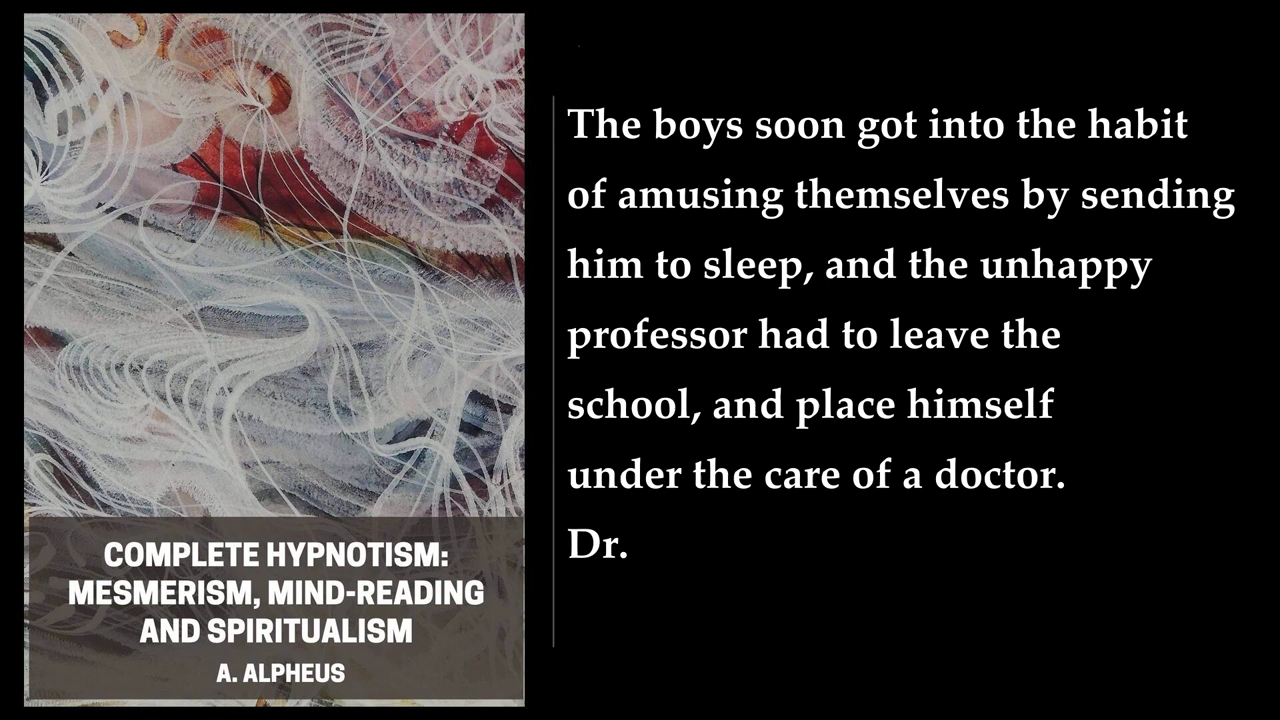 COMPLETE HYPNOTISM:
MESMERISM, MIND-READING
AND SPIRITUALISM
A. ALPHEUS
The boys soon got into the habit
of amusing themselves by sending
him to sleep, and the unhappy
professor had to leave the
school, and place himself
under the care of a doctor.
Dr.